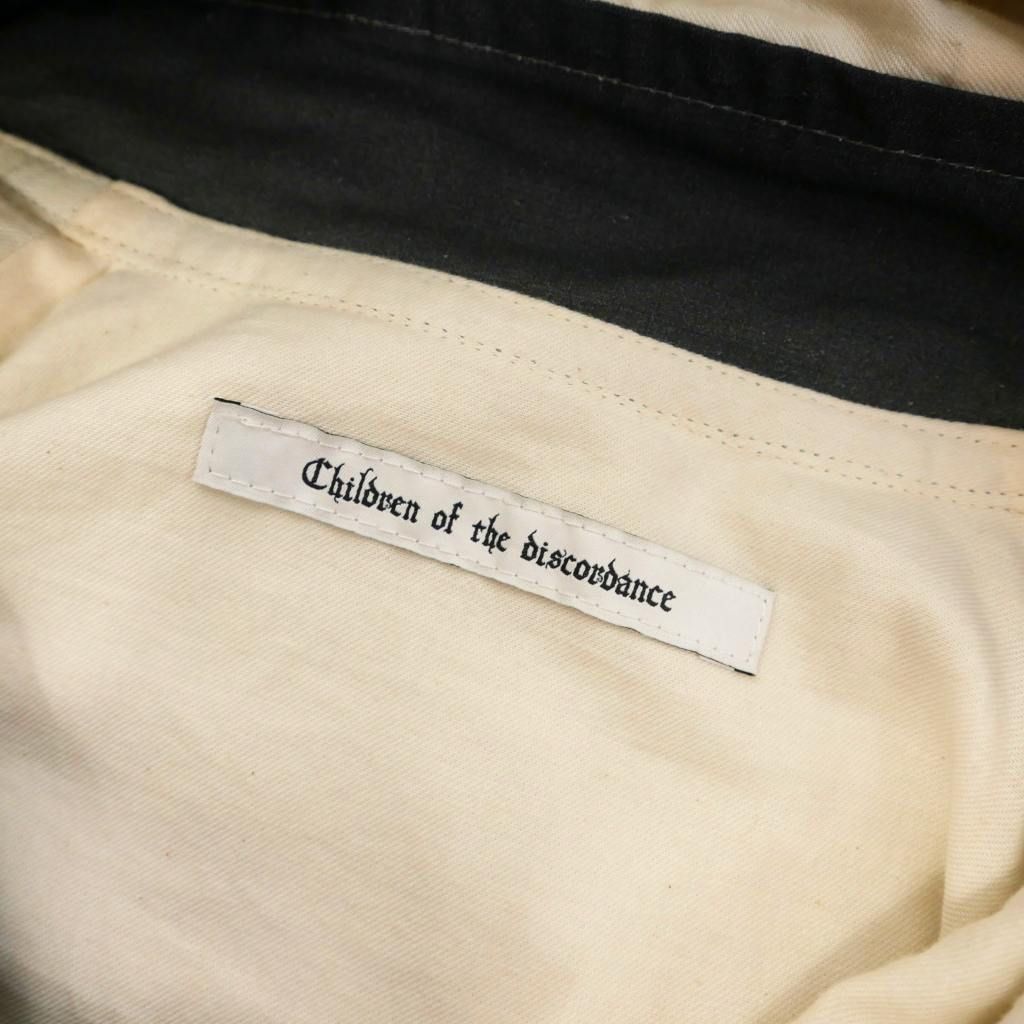 Children of the discordance